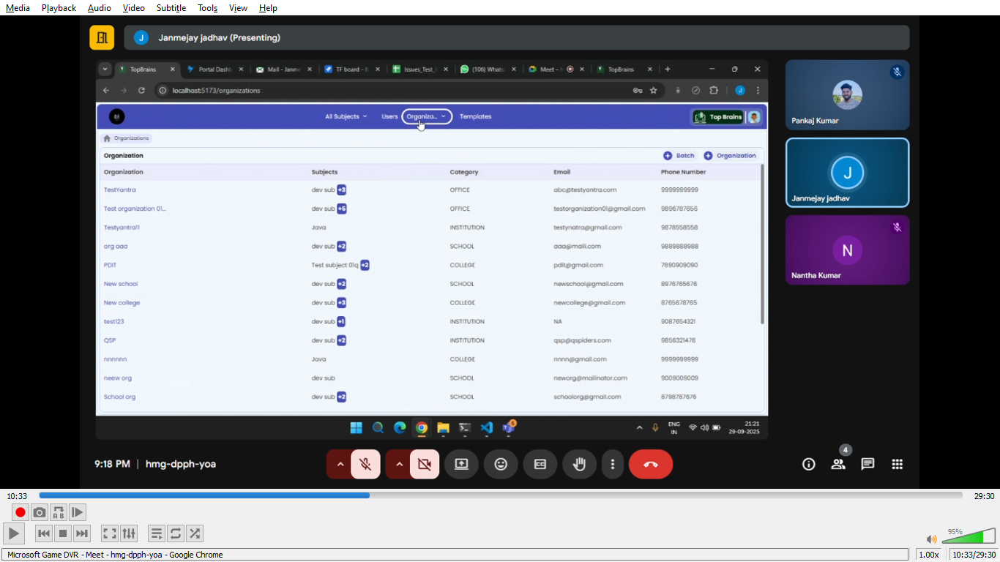 Media Playback Audio Video Subtitle Tools View Help
J Janmejay jadhav (Presenting)
TopBrains Portal Dash Mail - Janme TF board - Issues_Test_ (106) Whats Meet – TopBrains
localhost:5173/organizations
All Subjects Users Organiza... Templates Top Brains
Organizations
Organization Batch Organization
Organization Subjects Category Email Phone Number
TestYantra dev sub +3 OFFICE abc@testyantra.com 9999999999
Test organization 01... dev sub +5 OFFICE testorganization01@gmail.com 9896787656
Testyantra11 Java INSTITUTION testynatra@gmail.com 9878558558
org aaa dev sub +2 SCHOOL aaa@maili.com 9889888988
PDIT Test subject 01q +2 COLLEGE pdit@gmail.com 7890909090
New school dev sub +2 SCHOOL newschool@gmail.com 8976765676
New college dev sub +3 COLLEGE newcollege@gmail.com 8765678765
test123 dev sub +1 INSTITUTION NA 9087654321
QSP dev sub +2 INSTITUTION qsp@qspiders.com 9856321478
nnnnnn Java COLLEGE nnnn@gmail.com 9999999999
neew org dev sub SCHOOL neworg@mailinator.com 9009009009
School org dev sub +2 SCHOOL schoolorg@gmail.com 8798787676
6 ENG
IN
21:21
29-09-2025
Pankaj Kumar
J
Janmejay jadhav
N
Nantha Kumar
9:18 PM | hmg-dpph-yoa
4
10:33 29:30
95%
Microsoft Game DVR - Meet - hmg-dpph-yoa - Google Chrome 1.00x 10:33/29:30